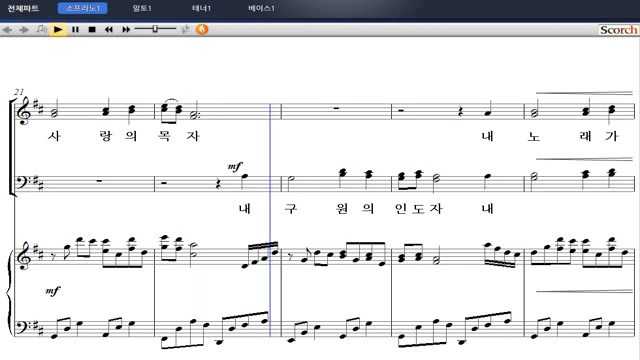 전체파트 소프라노1 알토1 테너1 베이스1
Scorch
21
사 랑 의 목 자 내 노 래 가
mf
내 구 원 의 인 도 자 내
mf